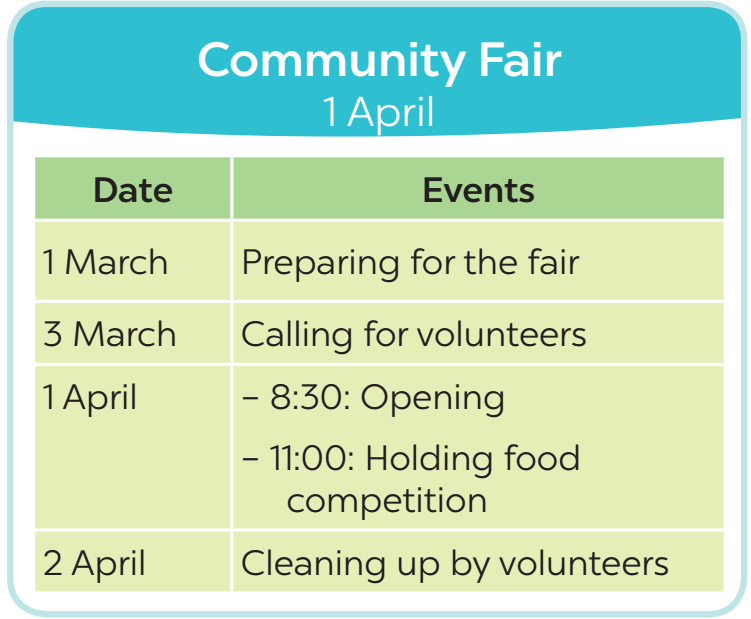 Community Fair
1 April
Date Events
1 March Preparing for the fair
3 March Calling for volunteers
1 April – 8:30: Opening
– 11:00: Holding food
competition
2 April Cleaning up by volunteers